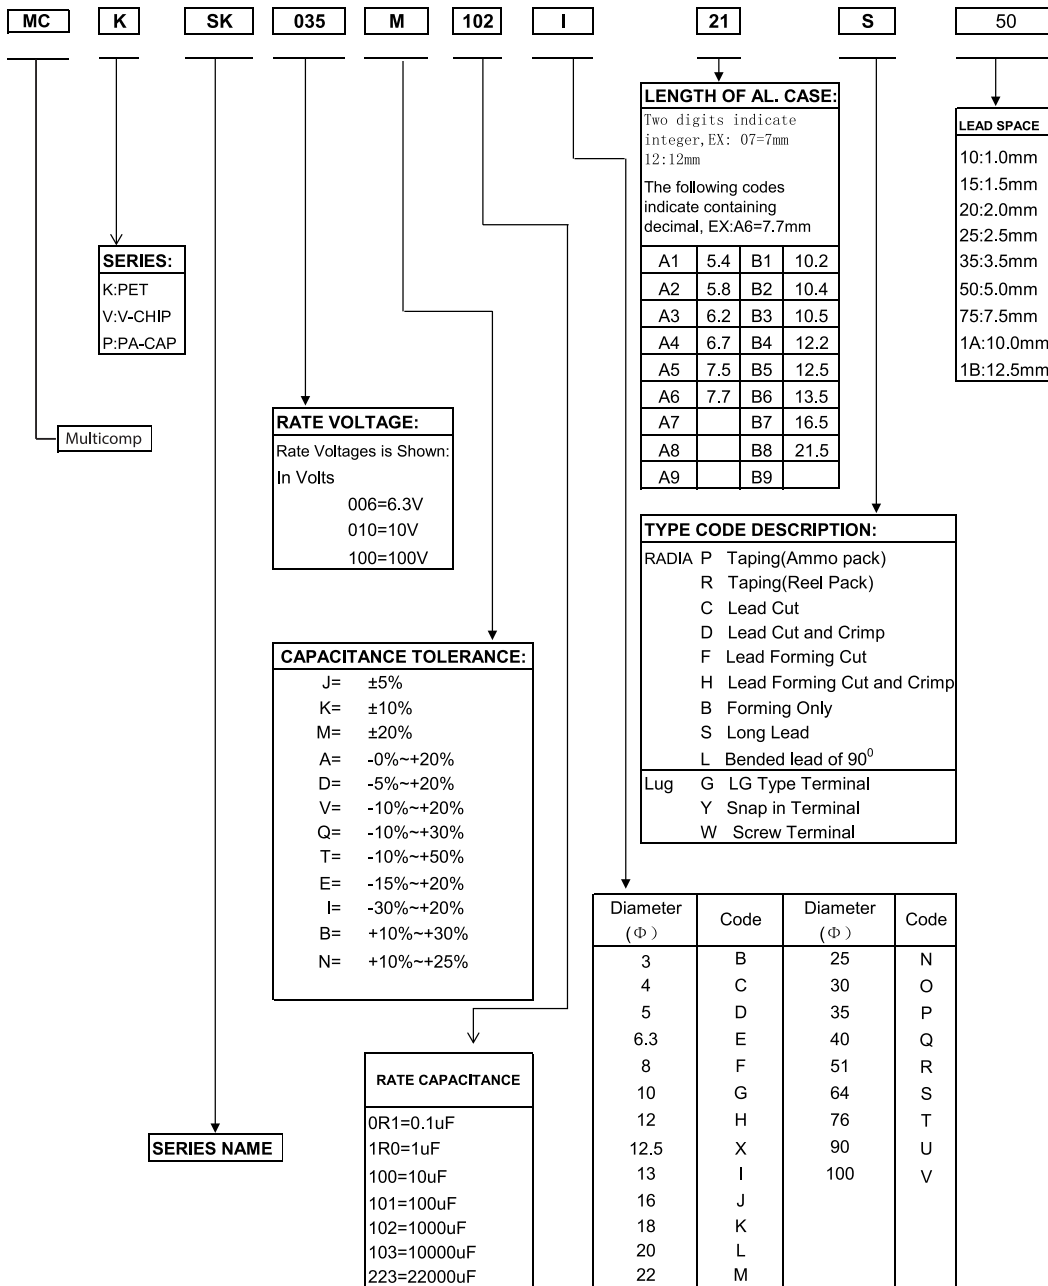 MC K SK 035 M 102 I 21 S 50
SERIES:
K:PET
V:V-CHIP
P:PA-CAP
Multicomp
SERIES NAME
RATE VOLTAGE:
Rate Voltages is Shown:
In Volts
006=6.3V
010=10V
100=100V
CAPACITANCE TOLERANCE:
J= ±5%
K= ±10%
M= ±20%
A= -0%~+20%
D= -5%~+20%
V= -10%~+20%
Q= -10%~+30%
T= -10%~+50%
E= -15%~+20%
I= -30%~+20%
B= +10%~+30%
N= +10%~+25%
RATE CAPACITANCE
0R1=0.1uF
1R0=1uF
100=10uF
101=100uF
102=1000uF
103=10000uF
223=22000uF
LENGTH OF AL. CASE:
Two digits indicate
integer,EX: 07=7mm
12:12mm
The following codes
indicate containing
decimal, EX:A6=7.7mm
A1 5.4 B1 10.2
A2 5.8 B2 10.4
A3 6.2 B3 10.5
A4 6.7 B4 12.2
A5 7.5 B5 12.5
A6 7.7 B6 13.5
A7 B7 16.5
A8 B8 21.5
A9 B9
LEAD SPACE
10:1.0mm
15:1.5mm
20:2.0mm
25:2.5mm
35:3.5mm
50:5.0mm
75:7.5mm
1A:10.0mm
1B:12.5mm
TYPE CODE DESCRIPTION:
RADIA P Taping(Ammo pack)
R Taping(Reel Pack)
C Lead Cut
D Lead Cut and Crimp
F Lead Forming Cut
H Lead Forming Cut and Crimp
B Forming Only
S Long Lead
L Bended lead of 90⁰
Lug G LG Type Terminal
Y Snap in Terminal
W Screw Terminal
Diameter Code Diameter Code
(Φ) (Φ)
3 B 25 N
4 C 30 O
5 D 35 P
6.3 E 40 Q
8 F 51 R
10 G 64 S
12 H 76 T
12.5 X 90 U
13 I 100 V
16 J
18 K
20 L
22 M